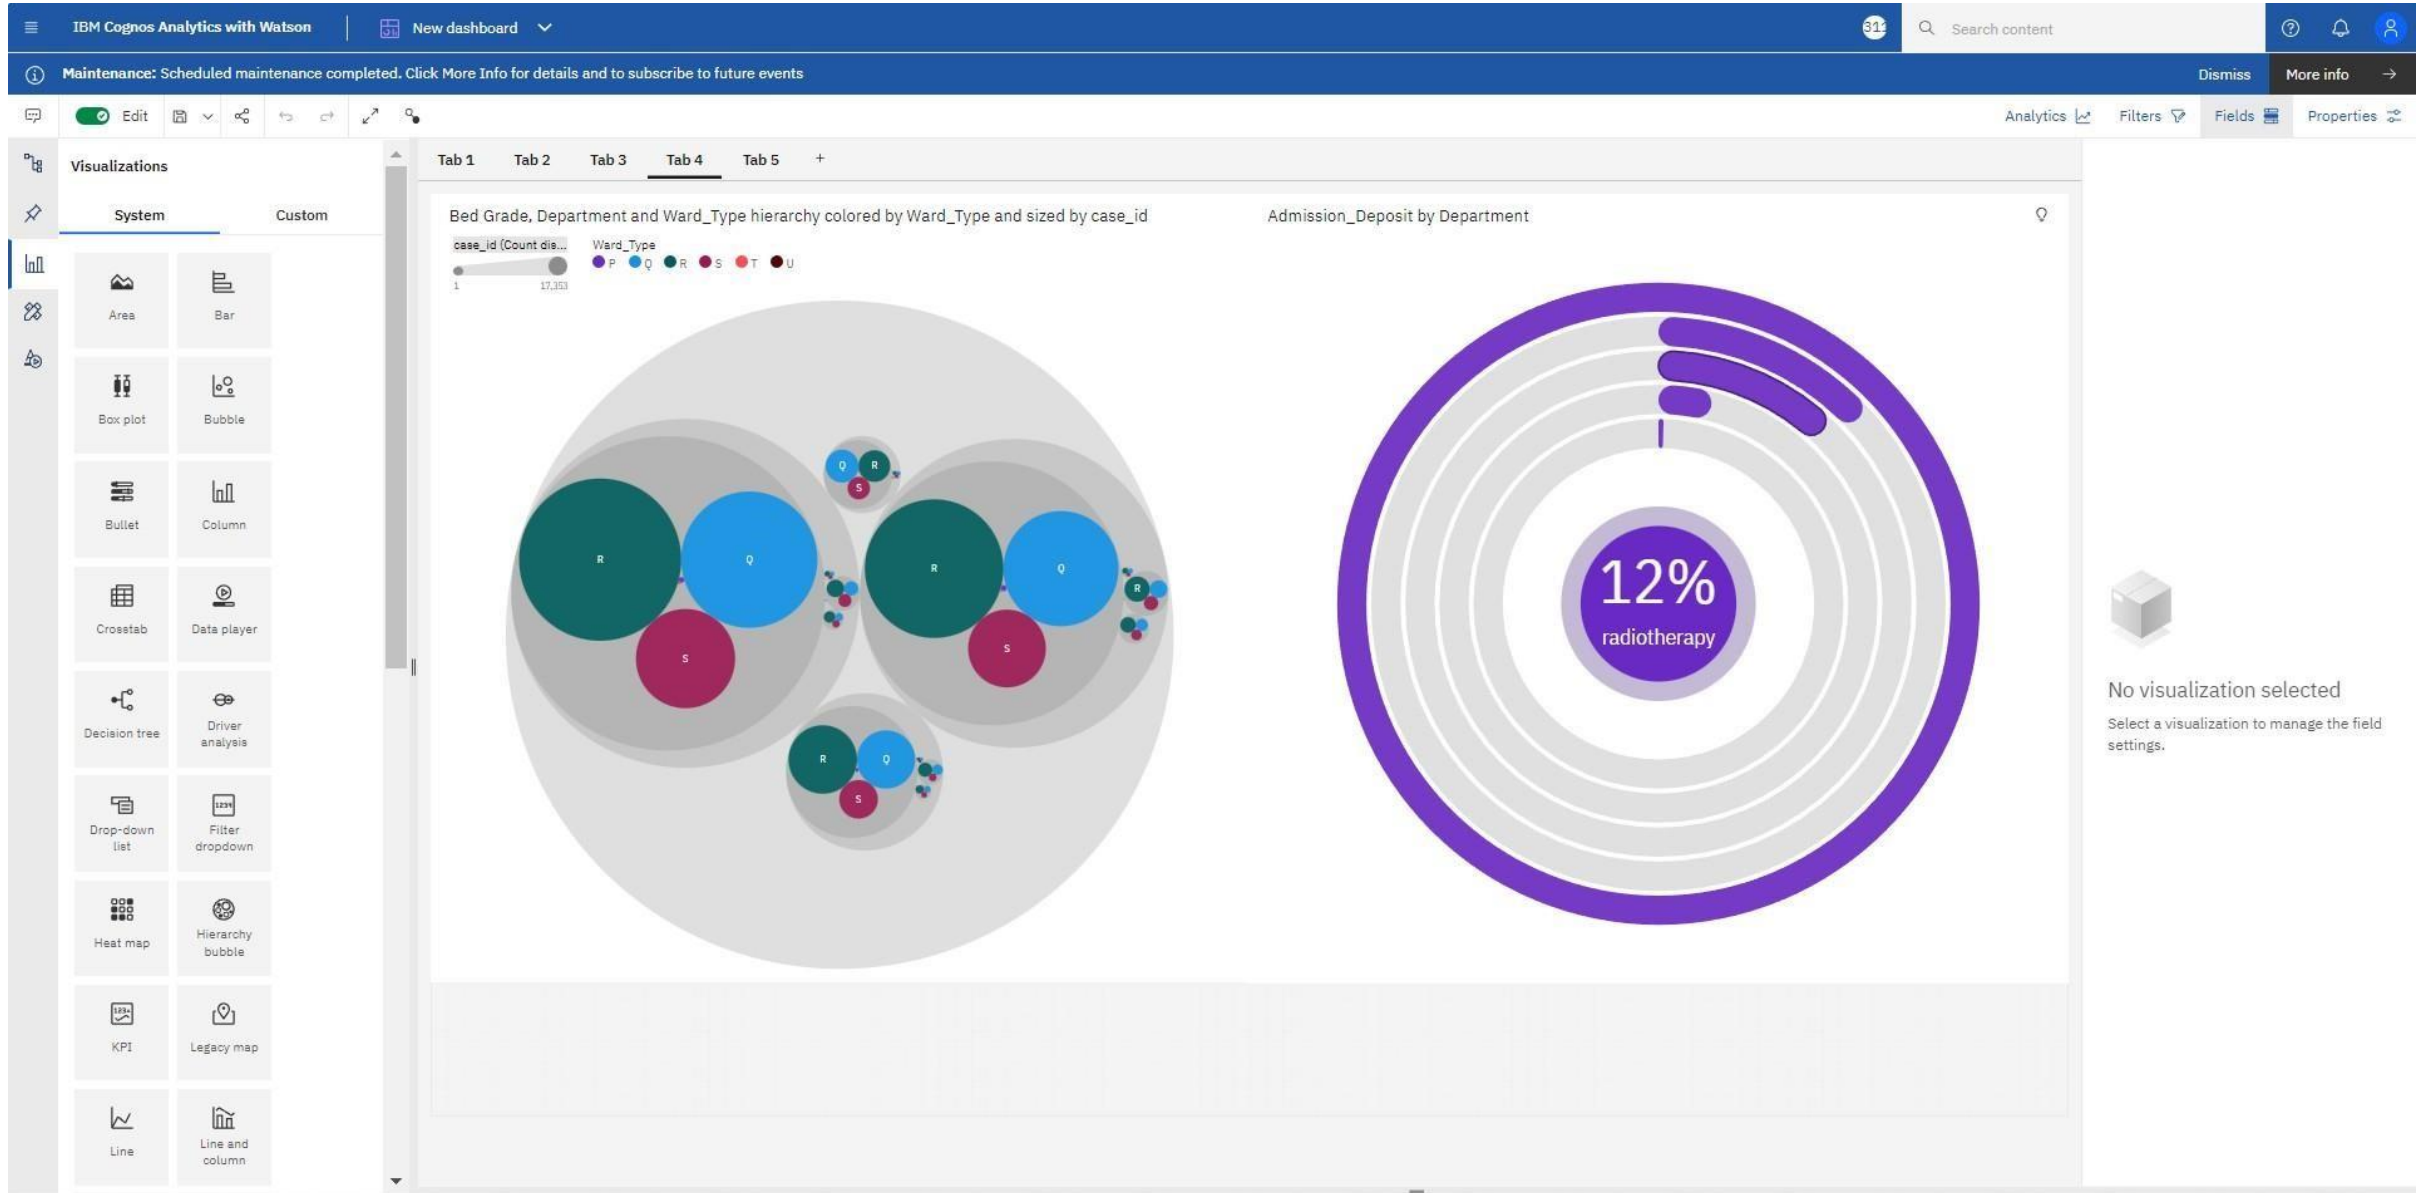 IBM Cognos Analytics with Watson
New dashboard
Search content
Maintenance: Scheduled maintenance completed. Click More Info for details and to subscribe to future events
Dismiss
More info
Edit
Analytics
Filters
Fields
Properties
Visualizations
System
Custom
Area
Bar
Box plot
Bubble
Bullet
Column
Crosstab
Data player
Decision tree
Driver
analysis
Drop-down
list
Filter
dropdown
Heat map
Hierarchy
bubble
KPI
Legacy map
Line
Line and
column
Tab 1
Tab 2
Tab 3
Tab 4
Tab 5
Bed Grade, Department and Ward_Type hierarchy colored by Ward_Type and sized by case_id
case_id (Count dis...
1
17,353
Ward_Type
P
Q
R
S
T
U
Q
R
S
R
Q
S
R
Q
S
R
R
Q
S
Admission_Deposit by Department
12%
radiotherapy
No visualization selected
Select a visualization to manage the field
settings.